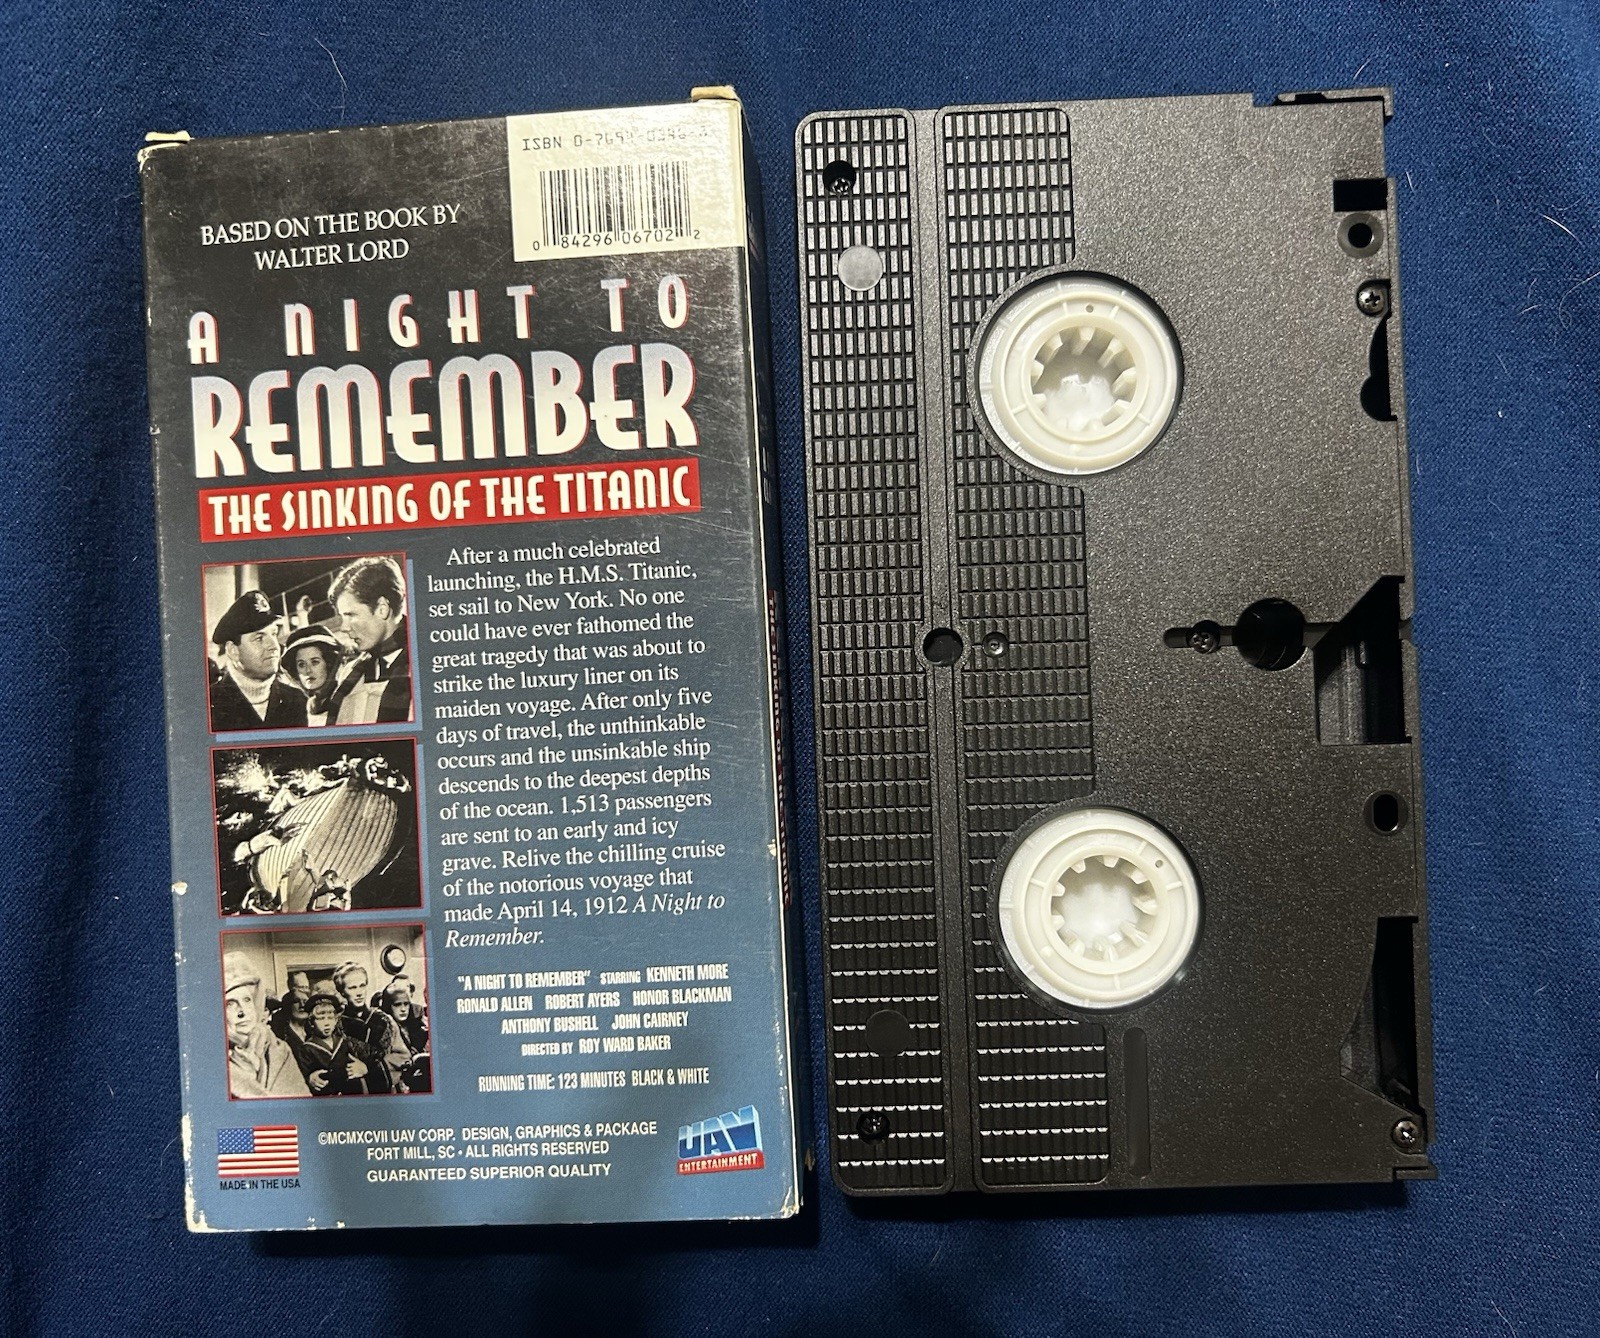 ISBN
BASED ON THE BOOK BY
WALTER LORD
0 84296 06702 2
A NIGHT TO
REMEMBER
THE SINKING OF THE TITANIC
After a much celebrated
launching, the H.M.S. Titanic,
set sail to New York. No one
could have ever fathomed the
great tragedy that was about to
strike the luxury liner on its
maiden voyage. After only five
days of travel, the unthinkable
occurs and the unsinkable ship
descends to the deepest depths
of the ocean. 1,513 passengers
are sent to an early and icy
grave. Relive the chilling cruise
of the notorious voyage that
made April 14, 1912 A Night to
Remember.
"A NIGHT TO REMEMBER" STARRING KENNETH MORE
RONALD ALLEN ROBERT AYERS HONOR BLACKMAN
ANTHONY BUSHELL JOHN CAIRNEY
DIRECTED BY ROY WARD BAKER
RUNNING TIME: 123 MINUTES BLACK & WHITE
©MCMXCVII UAV CORP. DESIGN, GRAPHICS & PACKAGE
FORT MILL, SC • ALL RIGHTS RESERVED
GUARANTEED SUPERIOR QUALITY
MADE IN THE USA
UAV
ENTERTAINMENT
THE SINKING OF THE TITANIC